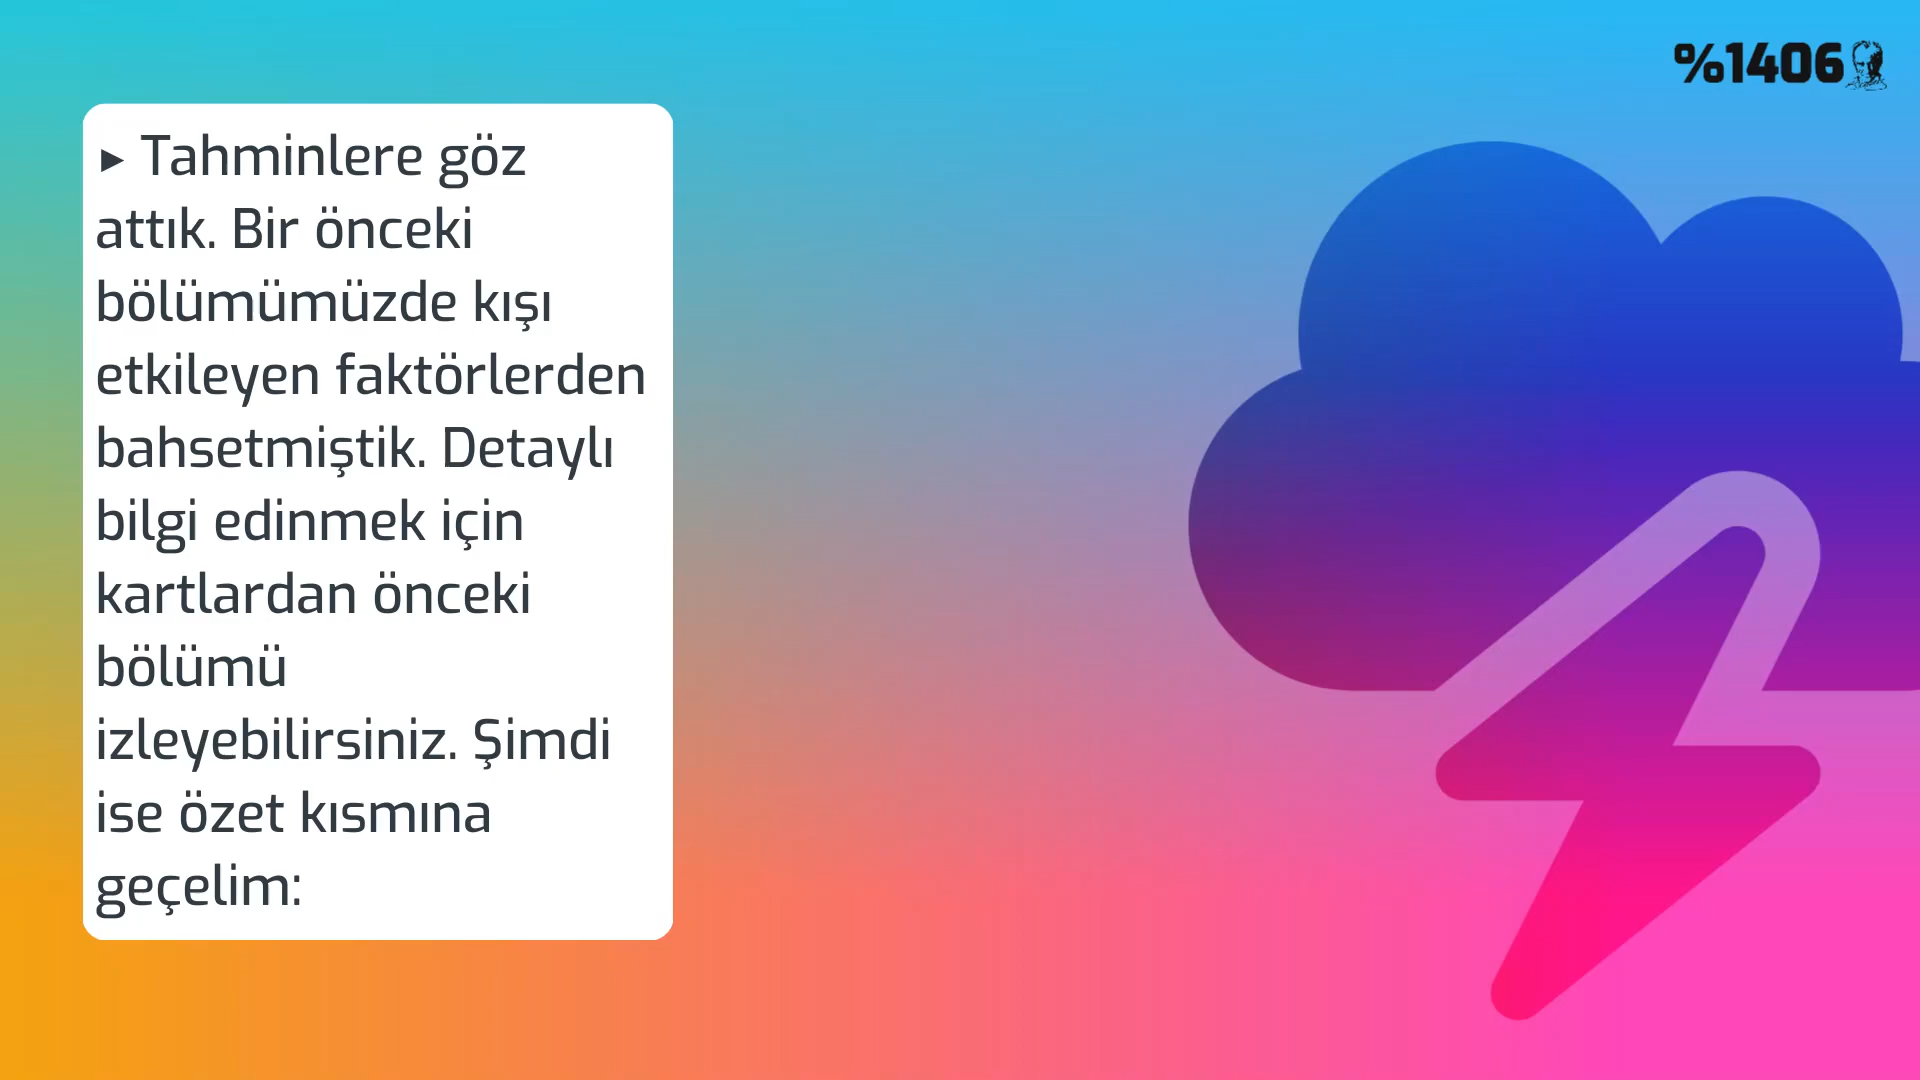 %1406
▸ Tahminlere göz
attık. Bir önceki
bölümümüzde kışı
etkileyen faktörlerden
bahsetmiştik. Detaylı
bilgi edinmek için
kartlardan önceki
bölümü
izleyebilirsiniz. Şimdi
ise özet kısmına
geçelim: